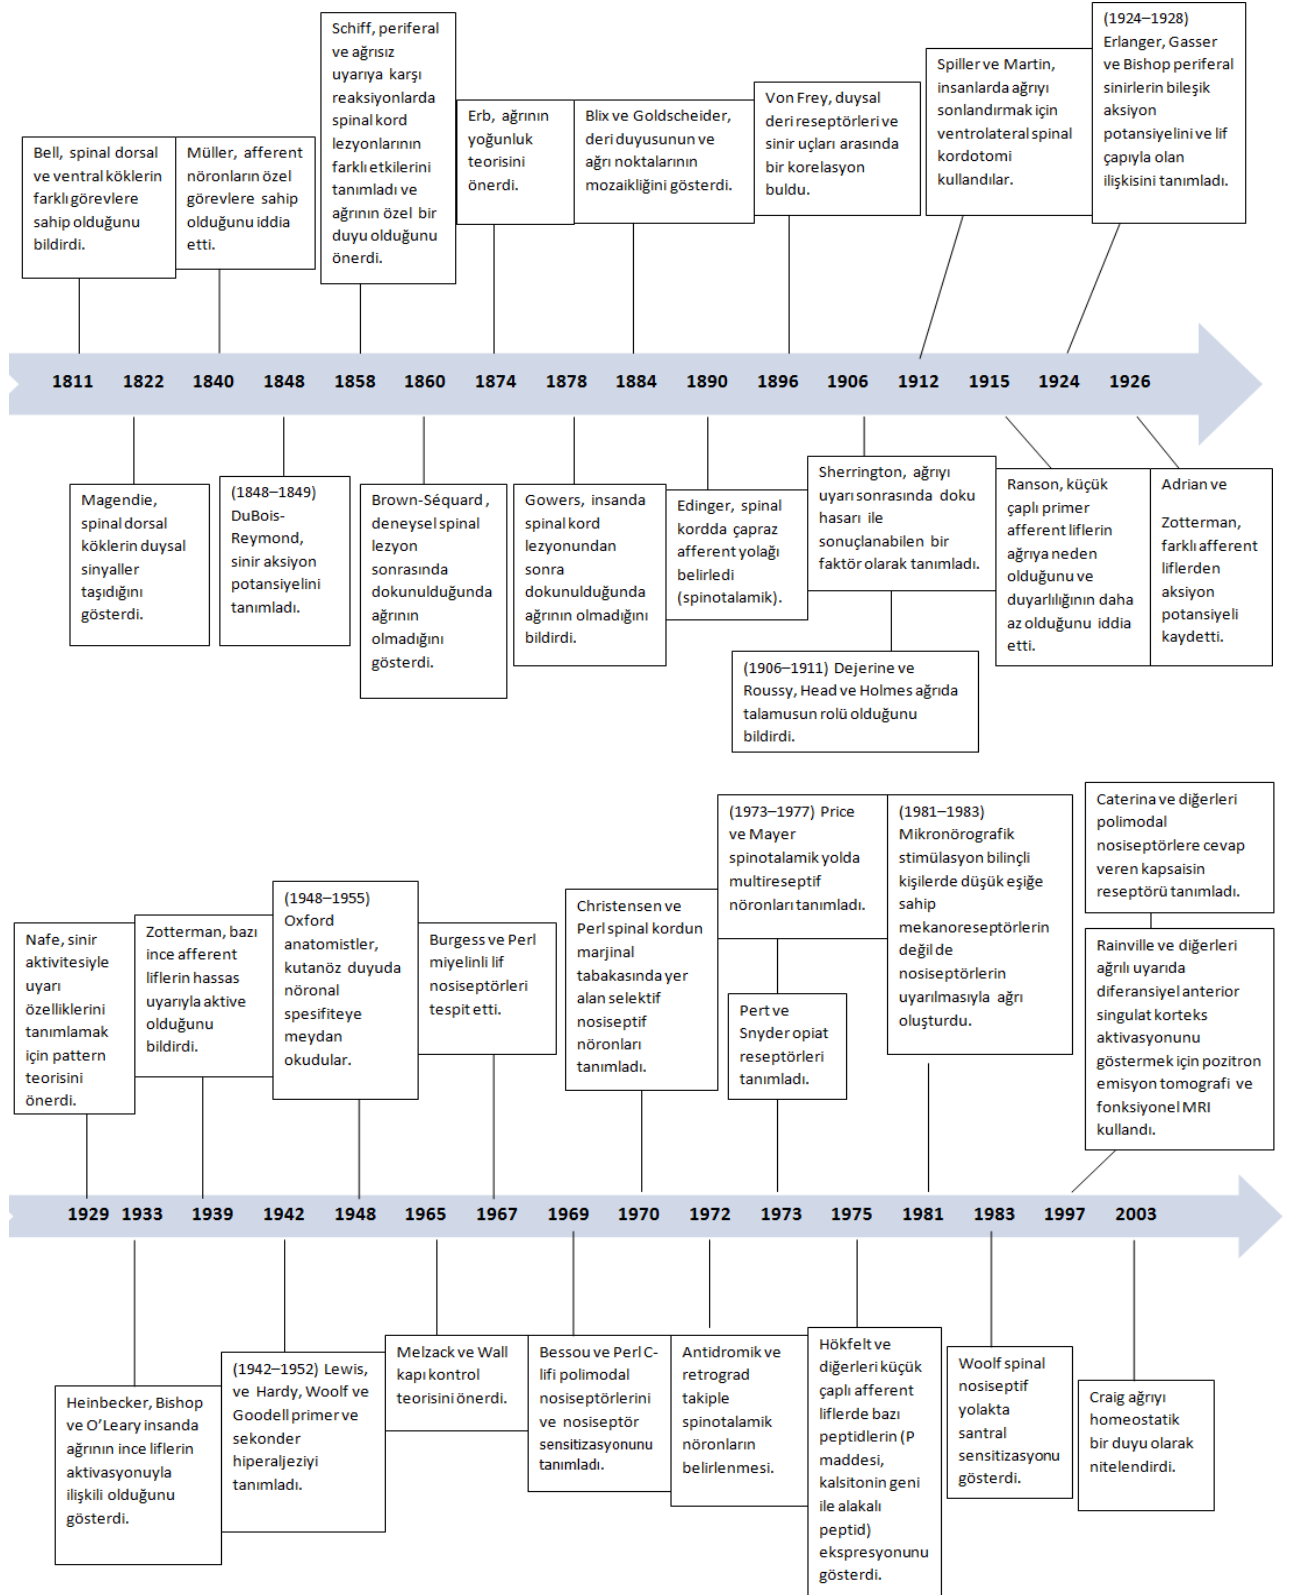 Bell, spinal dorsal
ve ventral köklerin
farklı görevlere
sahip olduğunu
bildirdi.
Müller, afferent
nöronların özel
görevlere sahip
olduğunu iddia
etti.
Schiff, periferal
ve ağrısız
uyarıya karşı
reaksiyonlarda
spinal kord
lezyonlarının
farklı etkilerini
tanımladı ve
ağrının özel bir
duyu olduğunu
önerdi.
Erb, ağrının
yoğunluk
teorisini
önerdi.
Blix ve Goldscheider,
deri duyusunun ve
ağrı noktalarının
mozaikliğini gösterdi.
Von Frey, duysal
deri reseptörleri ve
sinir uçları arasında
bir korelasyon
buldu.
Spiller ve Martin,
insanlarda ağrıyı
sonlandırmak için
ventrolateral spinal
kordotomi
kullandılar.
(1924–1928)
Erlanger, Gasser
ve Bishop periferal
sinirlerin bileşik
aksiyon
potansiyelini ve lif
çapıyla olan
ilişkisini tanımladı.
1811 1822 1840 1848 1858 1860 1874 1878 1884 1890 1896 1906 1912 1915 1924 1926
Magendie,
spinal dorsal
köklerin duysal
sinyaller
taşıdığını
gösterdi.
(1848–1849)
DuBois-
Reymond,
sinir aksiyon
potansiyelini
tanımladı.
Brown-Séquard ,
deneysel spinal
lezyon
sonrasında
dokunulduğunda
ağrının
olmadığını
gösterdi.
Gowers, insanda
spinal kord
lezyonundan
sonra
dokunulduğunda
ağrının olmadığını
bildirdi.
Edinger, spinal
kordda çapraz
afferent yolağı
belirledi
(spinotalamik).
Sherrington, ağrıyı
uyarı sonrasında doku
hasarı ile
sonuçlanabilen bir
faktör olarak tanımladı.
(1906–1911) Dejerine ve
Roussy, Head ve Holmes ağrıda
talamusun rolü olduğunu
bildirdi.
Ranson, küçük
çaplı primer
afferent liflerin
ağrıya neden
olduğunu ve
duyarlılığının daha
az olduğunu iddia
etti.
Adrian ve
Zotterman,
farklı afferent
liflerden
aksiyon
potansiyeli
kaydetti.
Nafe, sinir
aktivitesiyle
uyarı
özelliklerini
tanımlamak
için pattern
teorisini
önerdi.
Zotterman, bazı
ince afferent
liflerin hassas
uyarıyla aktive
olduğunu
bildirdi.
(1948–1955)
Oxford
anatomistler,
kutanöz duyuda
nöronal
spesifiteye
meydan
okudular.
Burgess ve Perl
miyelinli lif
nosiseptörleri
tespit etti.
Christensen ve
Perl spinal kordun
marjinal
tabakasında yer
alan selektif
nosiseptif
nöronları
tanımladı.
(1973–1977) Price
ve Mayer
spinotalamik yolda
multireseptif
nöronları tanımladı.
Pert ve
Snyder opiat
reseptörleri
tanımladı.
(1981–1983)
Mikronörografik
stimülasyon bilinçli
kişilerde düşük eşiğe
sahip
mekanoreseptörlerin
değil de
nosiseptörlerin
uyarılmasıyla ağrı
oluşturdu.
Caterina ve diğerleri
polimodal
nosiseptörlere cevap
veren kapsaisin
reseptörü tanımladı.
Rainville ve diğerleri
ağrılı uyarıda
diferansiyel anterior
singulat korteks
aktivasyonunu
göstermek için pozitron
emisyon tomografi ve
fonksiyonel MRI
kullandı.
1929 1933 1939 1942 1948 1965 1967 1969 1970 1972 1973 1975 1981 1983 1997 2003
Heinbecker, Bishop
ve O’Leary insanda
ağrının ince liflerin
aktivasyonuyla
ilişkili olduğunu
gösterdi.
(1942–1952) Lewis,
ve Hardy, Woolf ve
Goodell primer ve
sekonder
hiperaljeziyi
tanımladı.
Melzack ve Wall
kapı kontrol
teorisini önerdi.
Bessou ve Perl C-
lifi polimodal
nosiseptörlerini
ve nosiseptör
sensitizasyonunu
tanımladı.
Antidromik ve
retrograd
takiple
spinotalamik
nöronların
belirlenmesi.
Hökfelt ve
diğerleri küçük
çaplı afferent
liflerde bazı
peptidlerin (P
maddesi,
kalsitonin geni
ile alakalı
peptid)
ekspresyonunu
gösterdi.
Woolf spinal
nosiseptif
yolakta
santral
sensitizasyonu
gösterdi.
Craig ağrıyı
homeostatik
bir duyu olarak
nitelendirdi.